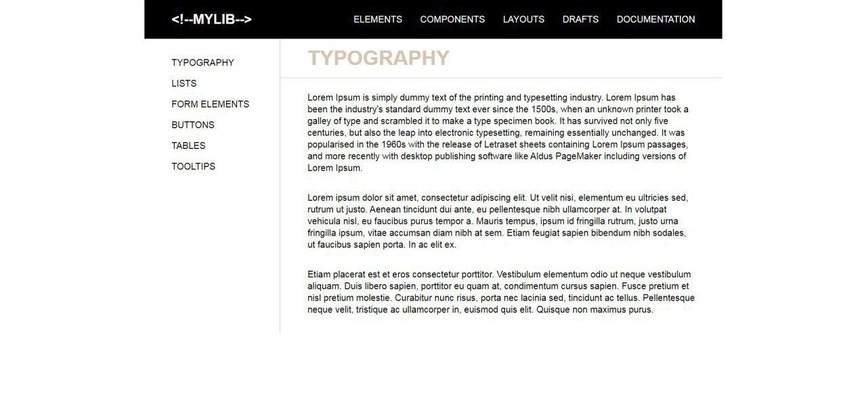 <!--MYLIB-->
ELEMENTS COMPONENTS LAYOUTS DRAFTS DOCUMENTATION
TYPOGRAPHY
LISTS
FORM ELEMENTS
BUTTONS
TABLES
TOOLTIPS
TYPOGRAPHY
Lorem Ipsum is simply dummy text of the printing and typesetting industry. Lorem Ipsum has
been the industry's standard dummy text ever since the 1500s, when an unknown printer took a
galley of type and scrambled it to make a type specimen book. It has survived not only five
centuries, but also the leap into electronic typesetting, remaining essentially unchanged. It was
popularised in the 1960s with the release of Letraset sheets containing Lorem Ipsum passages,
and more recently with desktop publishing software like Aldus PageMaker including versions of
Lorem Ipsum.
Lorem ipsum dolor sit amet, consectetur adipiscing elit. Ut velit nisi, elementum eu ultricies sed,
rutrum ut justo. Aenean tincidunt dui ante, eu pellentesque nibh ullamcorper at. In volutpat
vehicula nisl, eu faucibus purus tempor a. Mauris tempus, ipsum id fringilla rutrum, justo urna
fringilla ipsum, vitae accumsan diam nibh at sem. Etiam feugiat sapien bibendum nibh sodales,
ut faucibus sapien porta. In ac elit ex.
Etiam placerat est et eros consectetur porttitor. Vestibulum elementum odio ut neque vestibulum
aliquam. Duis libero sapien, porttitor eu quam at, condimentum cursus sapien. Fusce pretium et
nisl pretium molestie. Curabitur nunc risus, porta nec lacinia sed, tincidunt ac tellus. Pellentesque
neque velit, tristique ac ullamcorper in, euismod quis elit. Quisque non maximus purus.